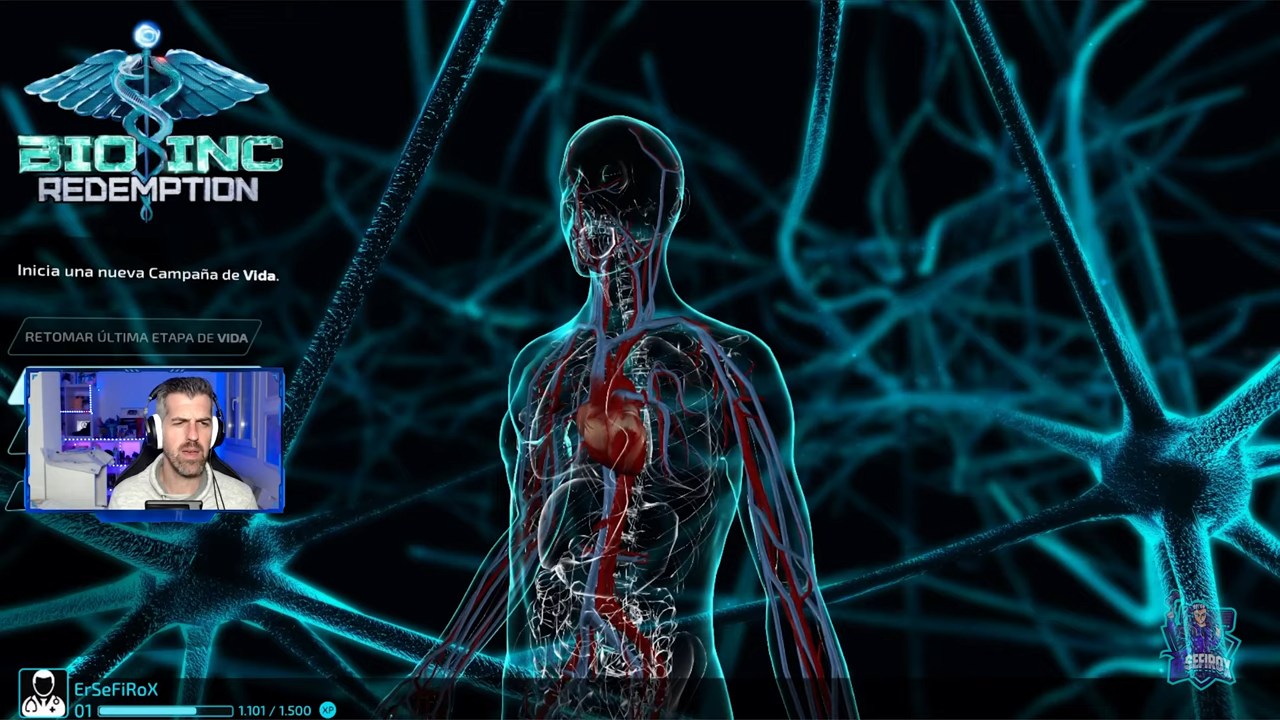 BIO INC
REDEMPTION
Inicia una nueva Campaña de Vida.
RETOMAR ÚLTIMA ETAPA DE VIDA
ErSeFiRoX
01 1.101 / 1.500 XP
SEFIROX